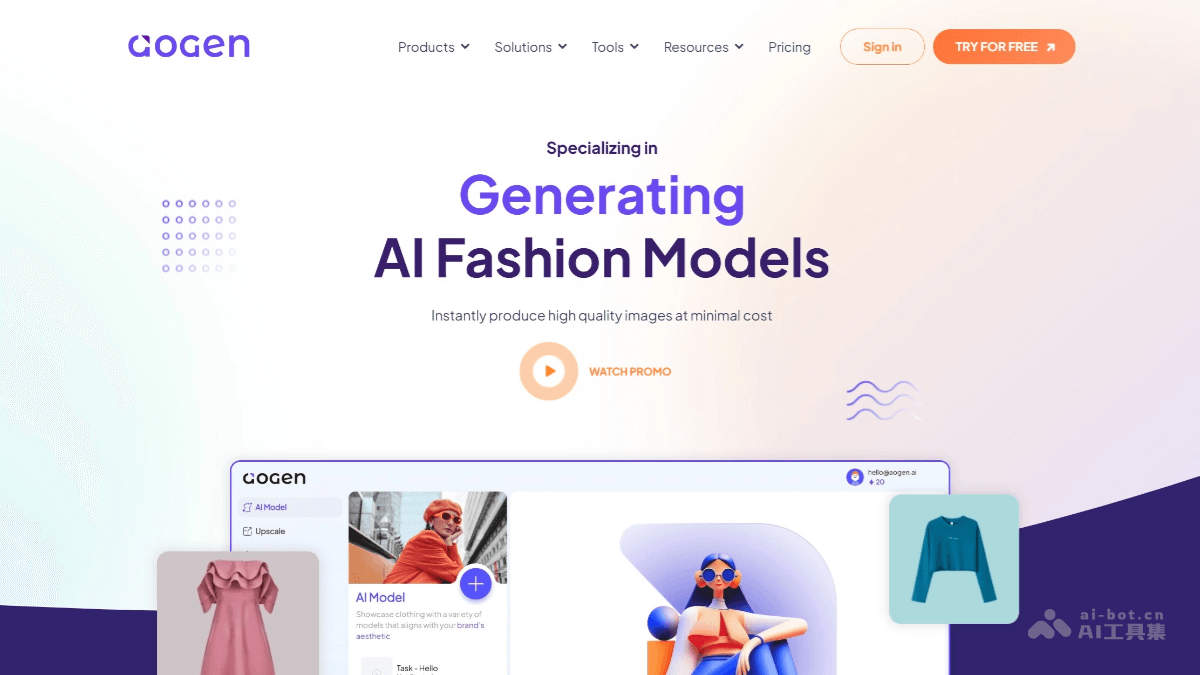 aogen
Products
Solutions
Tools
Resources
Pricing
Sign in
TRY FOR FREE
Specializing in
Generating
AI Fashion Models
Instantly produce high quality images at minimal cost
WATCH PROMO
aogen
hello@aogen.ai
20
AI Model
Upscale
AI Model
Showcase clothing with a variety of
models that aligns with your brand's
aesthetic
Task - Hello
ai-bot.cn
AI工具集